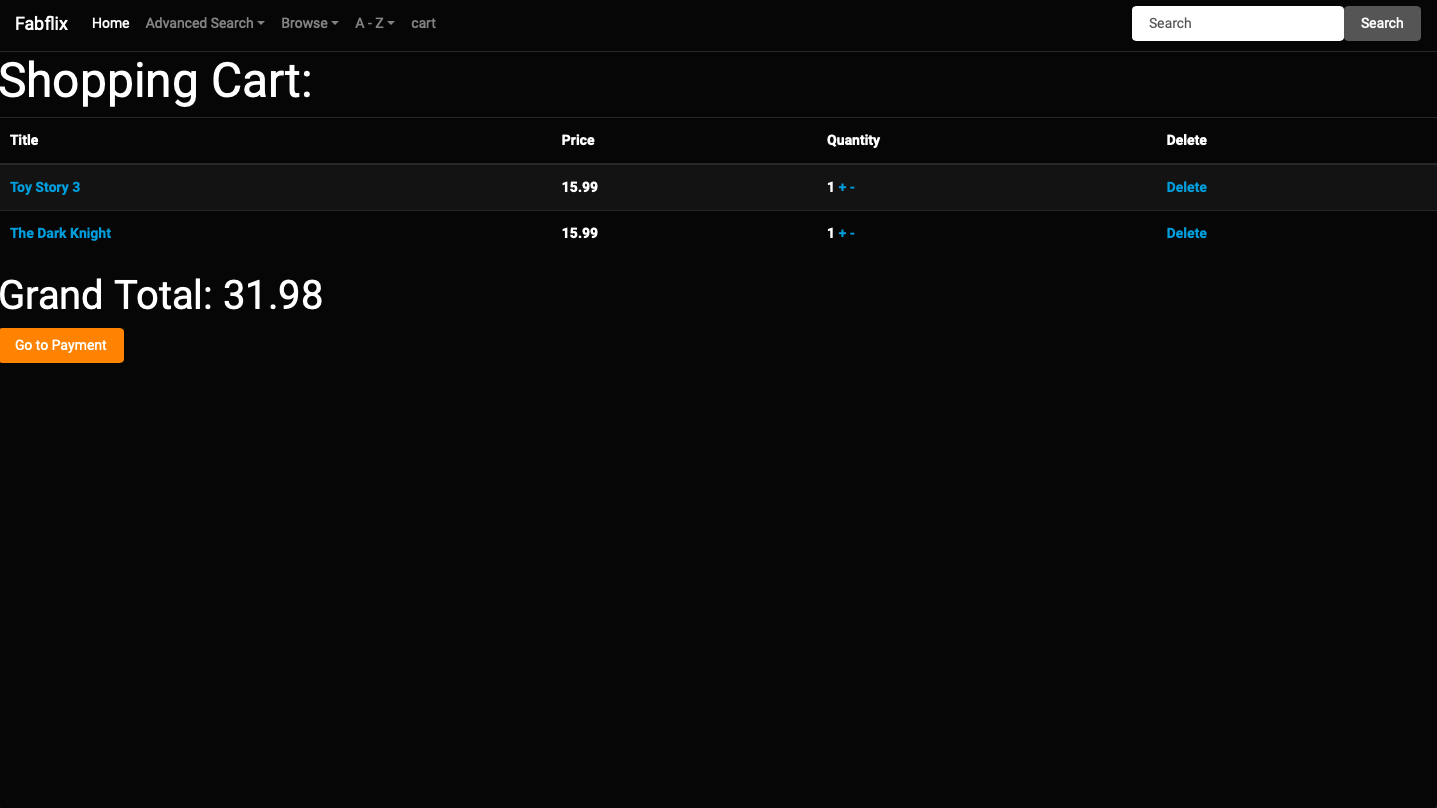 Fabflix Home Advanced Search Browse A - Z cart Search Search
Shopping Cart:
Title Price Quantity Delete
Toy Story 3 15.99 1 + - Delete
The Dark Knight 15.99 1 + - Delete
Grand Total: 31.98
Go to Payment